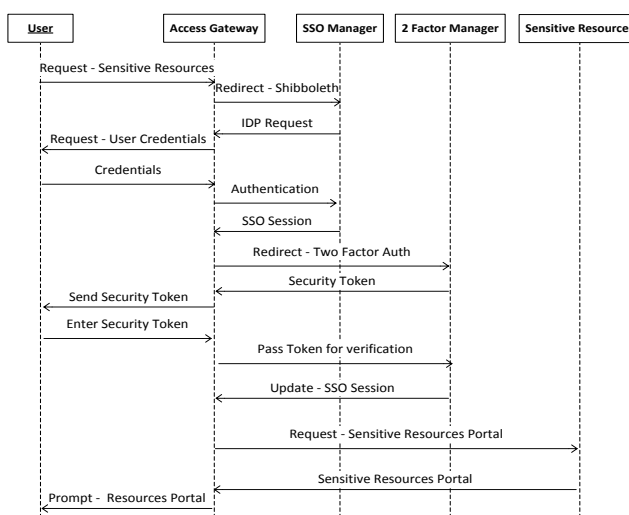 User
Access Gateway
SSO Manager
2 Factor Manager
Sensitive Resource
Request - Sensitive Resources
Redirect - Shibboleth
IDP Request
Request - User Credentials
Credentials
Authentication
SSO Session
Redirect - Two Factor Auth
Security Token
Send Security Token
Enter Security Token
Pass Token for verification
Update - SSO Session
Request - Sensitive Resources Portal
Sensitive Resources Portal
Prompt - Resources Portal